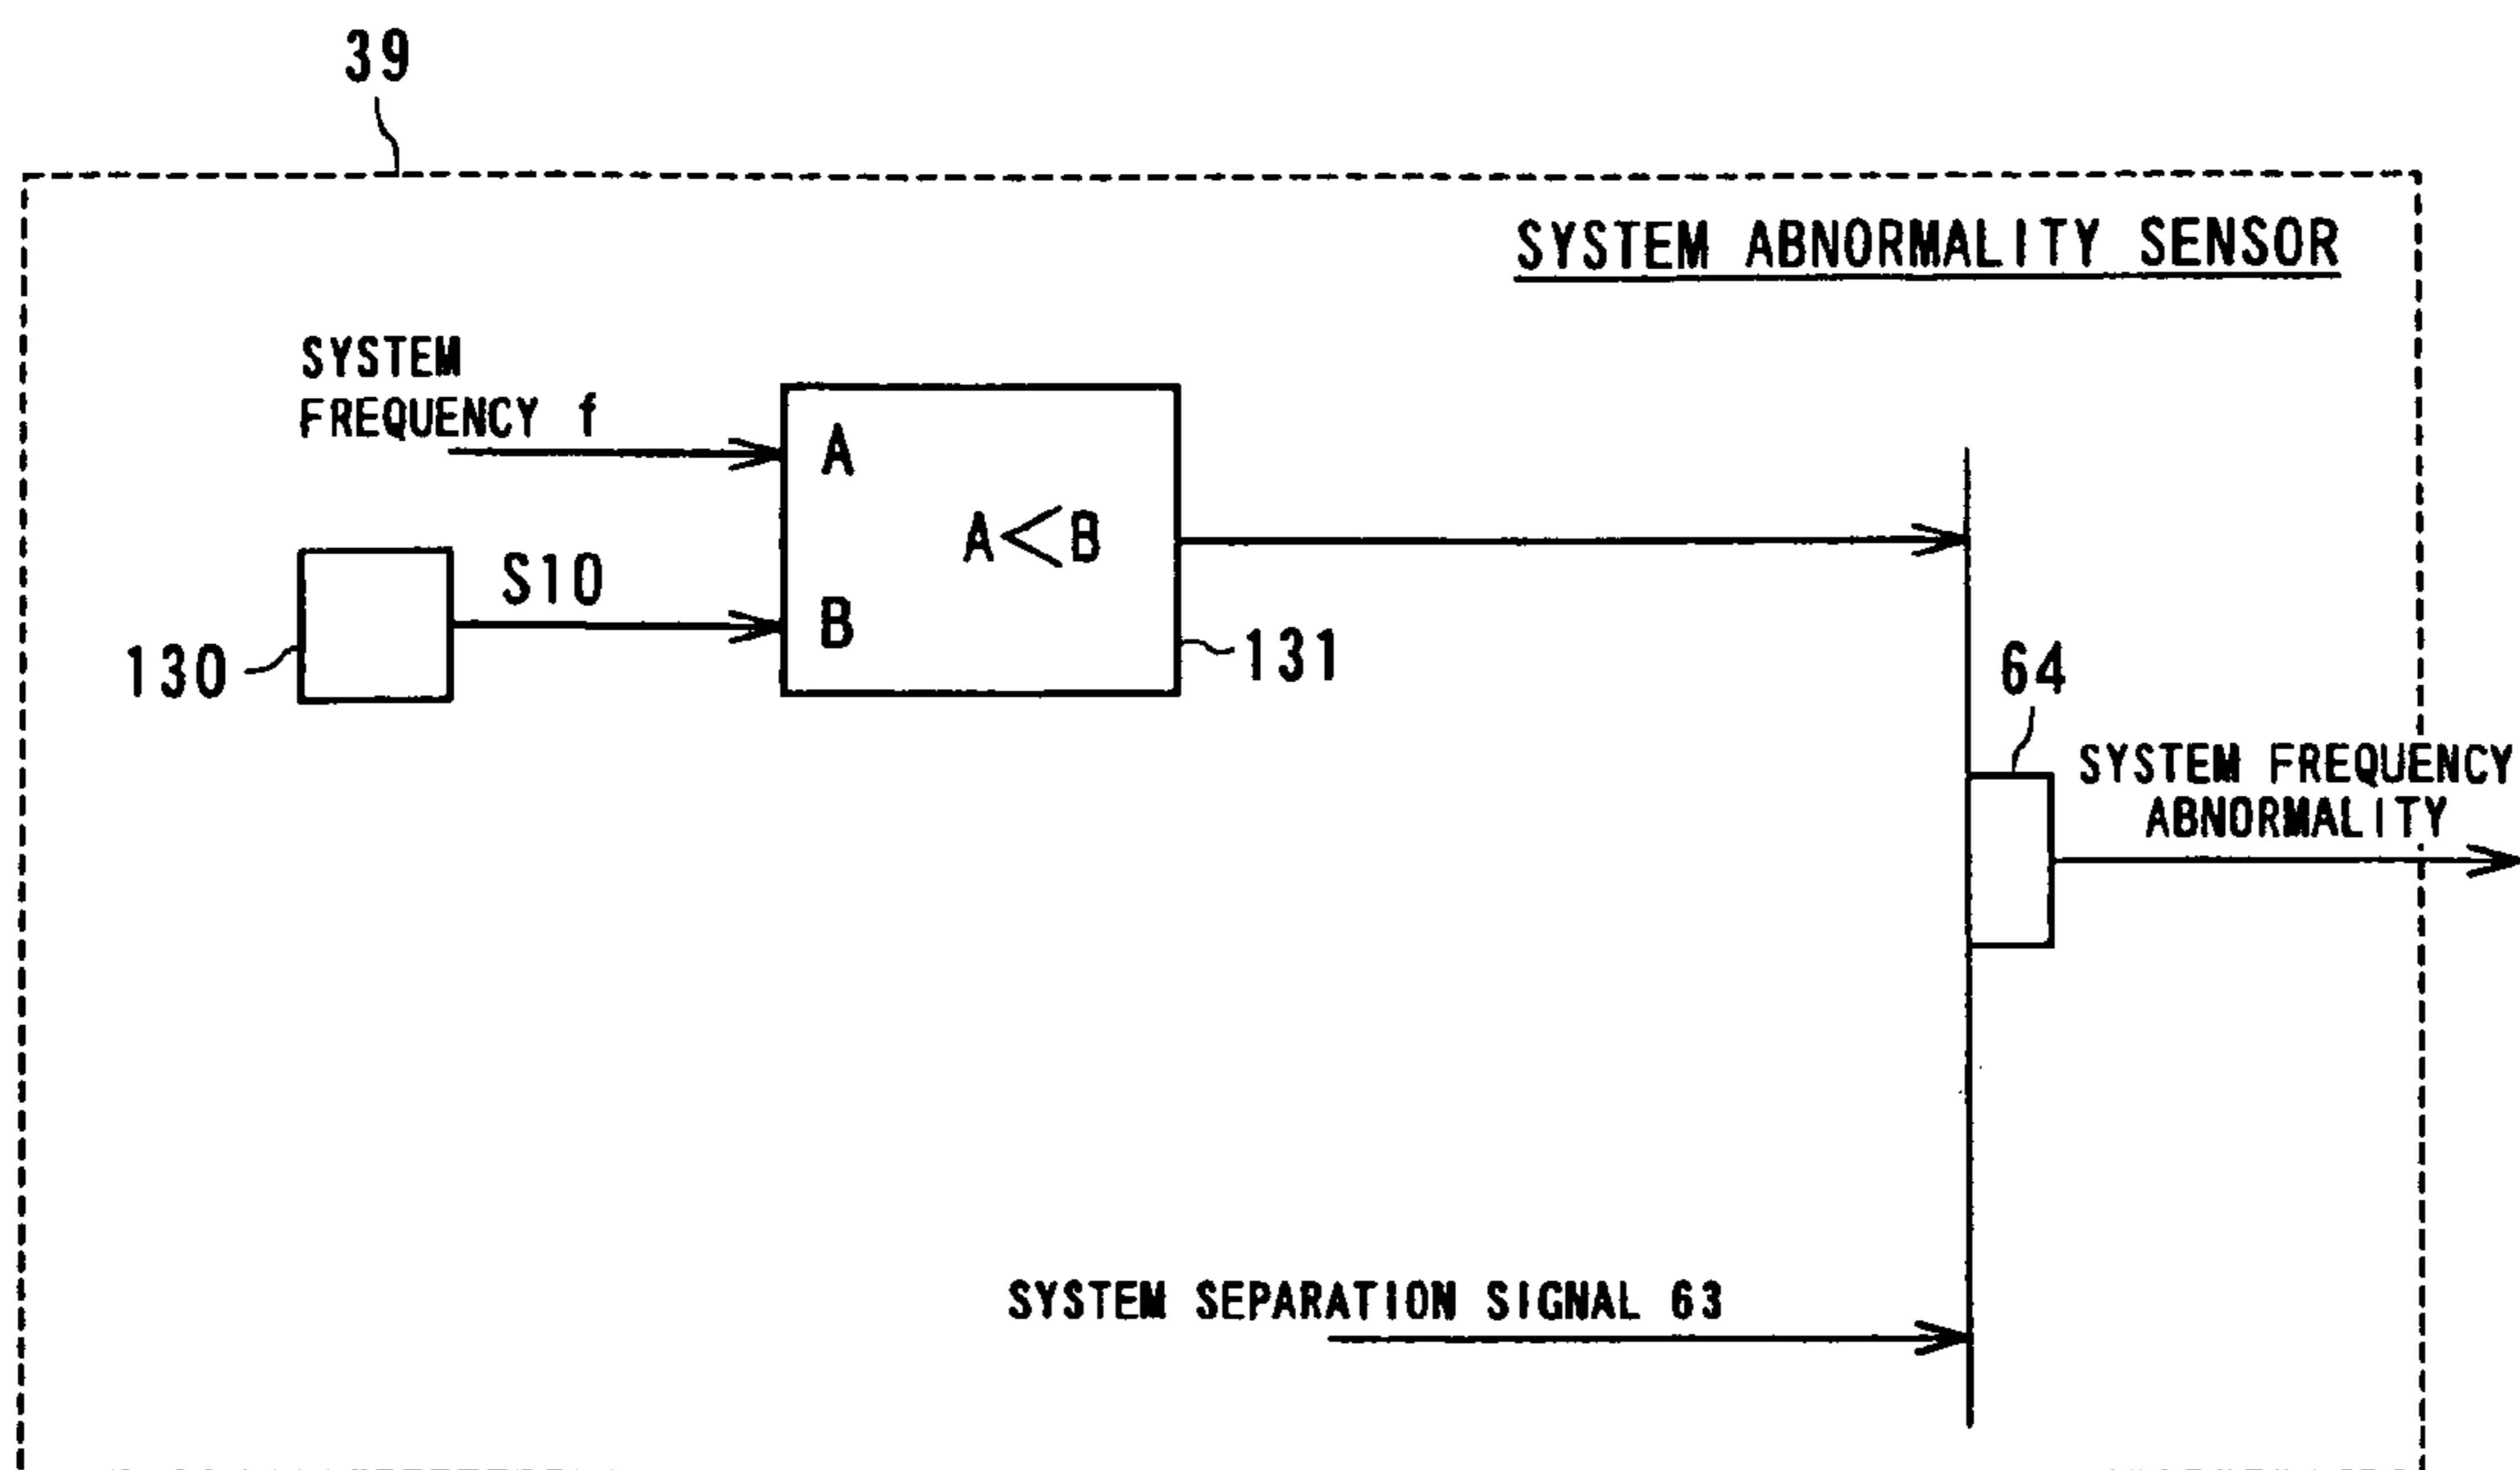 39
SYSTEM ABNORMALITY SENSOR
SYSTEM
FREQUENCY f
A
A<B
S10
B
130
131
64
SYSTEM FREQUENCY
ABNORMALITY
SYSTEM SEPARATION SIGNAL 63